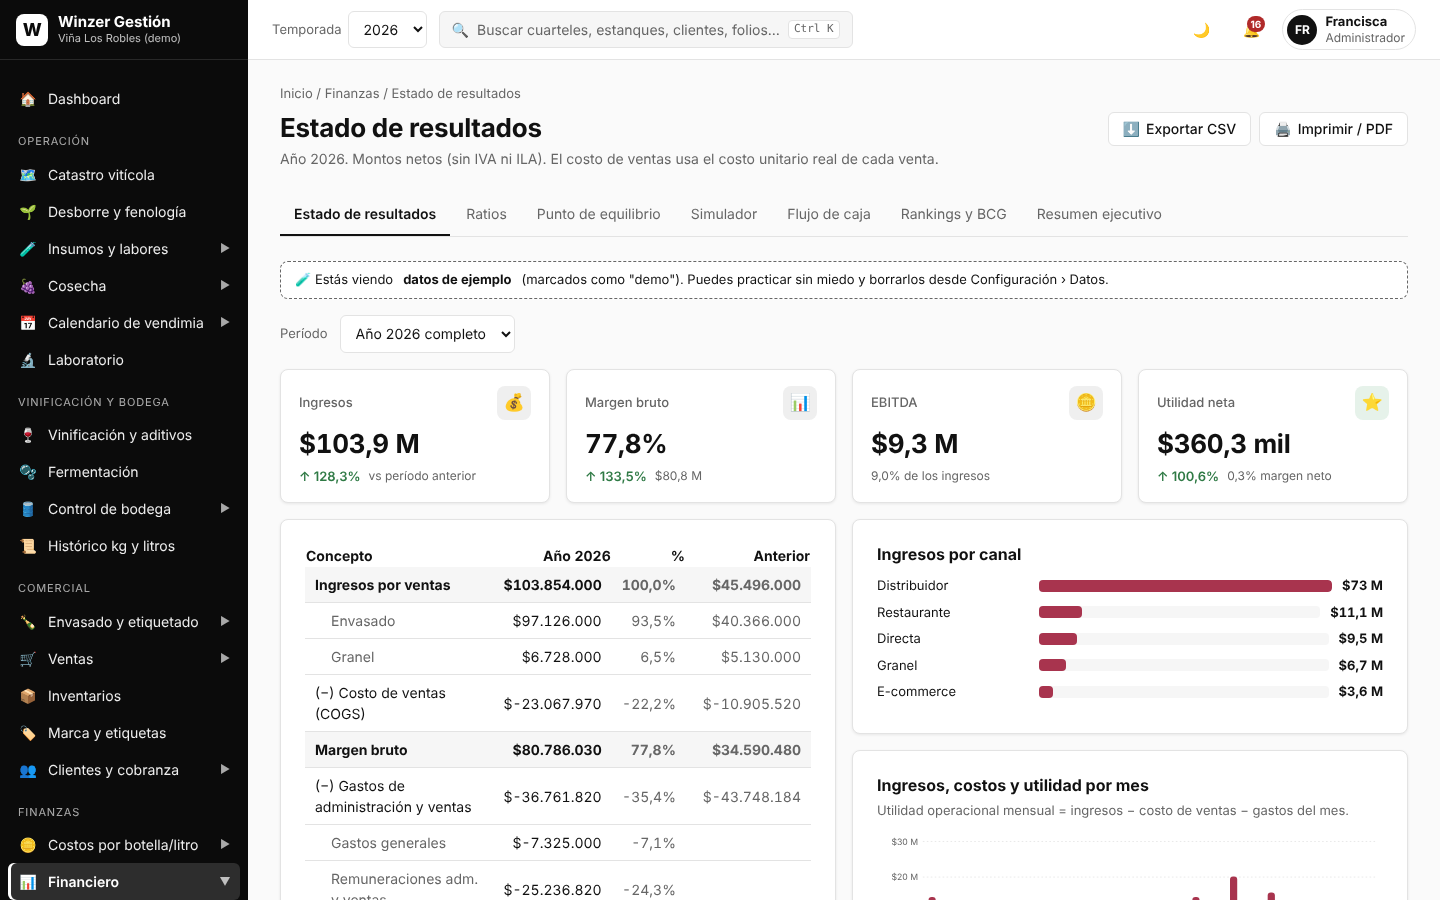 W
Winzer Gestión
Viña Los Robles (demo)
Temporada 2026 Buscar cuarteles, estanques, clientes, folios... Ctrl K 16 FR
Francisca
Administrador
Dashboard
OPERACIÓN
Catastro vitícola
Desborre y fenología
Insumos y labores
Cosecha
Calendario de vendimia
Laboratorio
VINIFICACIÓN Y BODEGA
Vinificación y aditivos
Fermentación
Control de bodega
Histórico kg y litros
COMERCIAL
Envasado y etiquetado
Ventas
Inventarios
Marca y etiquetas
Clientes y cobranza
FINANZAS
Costos por botella/litro
Financiero
Inicio / Finanzas / Estado de resultados
Estado de resultados
Exportar CSV Imprimir / PDF
Año 2026. Montos netos (sin IVA ni ILA). El costo de ventas usa el costo unitario real de cada venta.
Estado de resultados Ratios Punto de equilibrio Simulador Flujo de caja Rankings y BCG Resumen ejecutivo
Estás viendo datos de ejemplo (marcados como "demo"). Puedes practicar sin miedo y borrarlos desde Configuración › Datos.
Período Año 2026 completo
Ingresos
$103,9 M
↑ 128,3% vs período anterior
Margen bruto
77,8%
↑ 133,5% $80,8 M
EBITDA
$9,3 M
9,0% de los ingresos
Utilidad neta
$360,3 mil
↑ 100,6% 0,3% margen neto
Concepto Año 2026 % Anterior
Ingresos por ventas $103.854.000 100,0% $45.496.000
Envasado $97.126.000 93,5% $40.366.000
Granel $6.728.000 6,5% $5.130.000
(−) Costo de ventas
(COGS) $-23.067.970 -22,2% $-10.905.520
Margen bruto $80.786.030 77,8% $34.590.480
(−) Gastos de
administración y ventas $-36.761.820 -35,4% $-43.748.184
Gastos generales $-7.325.000 -7,1%
Remuneraciones adm.
y ventas $-25.236.820 -24,3%
Ingresos por canal
Distribuidor $73 M
Restaurante $11,1 M
Directa $9,5 M
Granel $6,7 M
E-commerce $3,6 M
Ingresos, costos y utilidad por mes
Utilidad operacional mensual = ingresos − costo de ventas − gastos del mes.
$30 M
$20 M